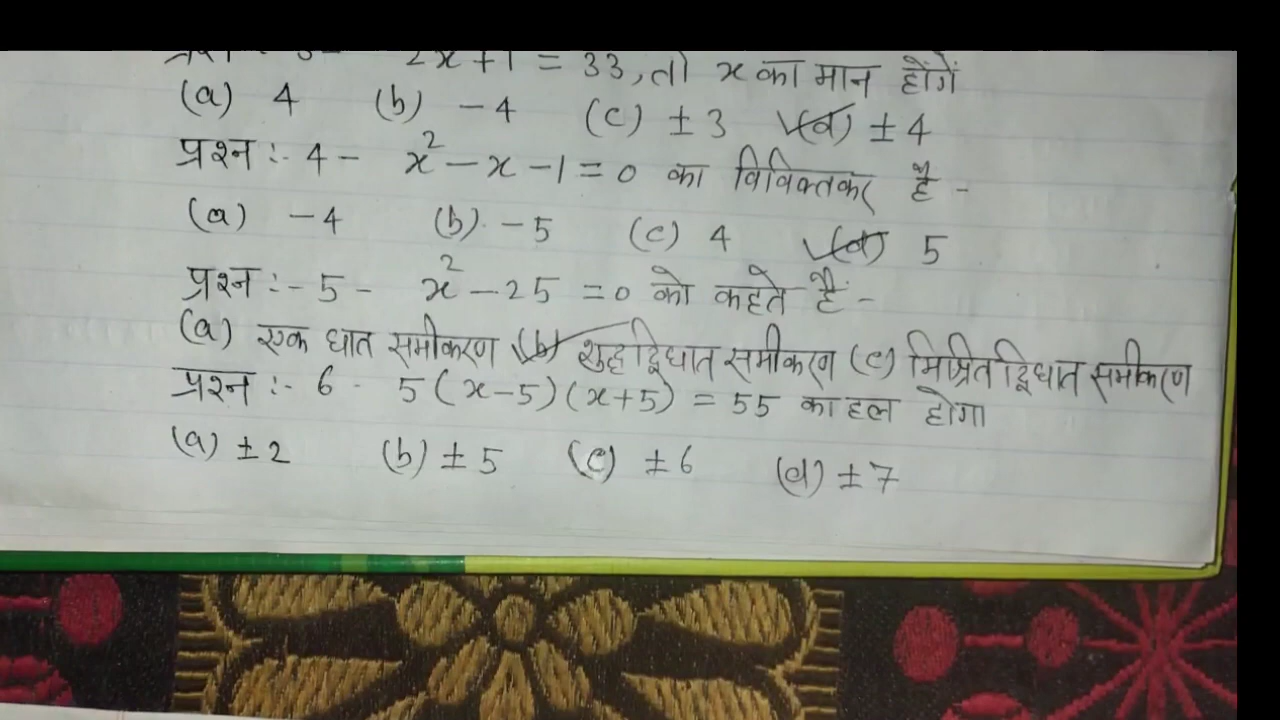 2x+1 = 33, तो x का मान होंगें
(a) 4 (b) -4 (c) ±3 (d) ±4
प्रश्न :- 4 - x² - x - 1 = 0 का विविक्तकर है -
(a) -4 (b) -5 (c) 4 (d) 5
प्रश्न :- 5 - x² - 25 = 0 को कहते हैं -
(a) एक घात समीकरण (b) शुद्ध द्विघात समीकरण (c) मिश्रित द्विघात समीकरण
प्रश्न :- 6 - 5(x-5)(x+5) = 55 का हल होगा
(a) ±2 (b) ±5 (c) ±6 (d) ±7